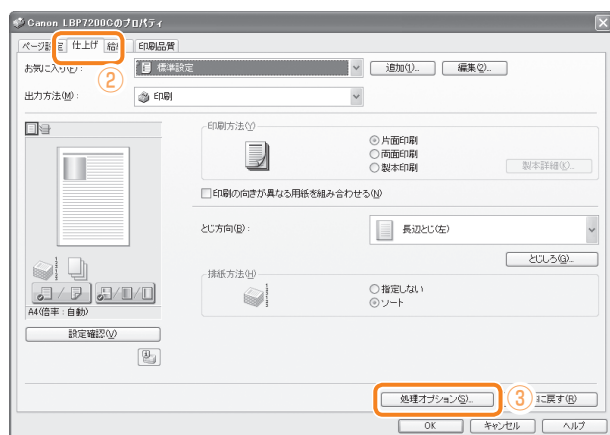 Canon LBP7200Cのプロパティ
仕上げ 印刷品質
②
お気に入り(F): 標準設定 追加(1)... 編集(2)...
出力方法(M): 印刷
印刷方法(Y)
片面印刷
両面印刷
製本印刷 製本詳細(K)...
印刷の向きが異なる用紙を組み合わせる(N)
とじ方向(B): 長辺とじ(左)
とじしろ(G)...
排紙方法(H)
指定しない
ソート
A4(倍率：自動)
設定確認(V)
処理オプション(S)... ③ に戻す(R)
OK キャンセル ヘルプ